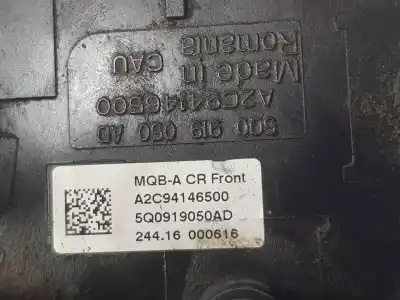 5Q0 919 050 AD
A2C94146500
Made in CAU
Romania
MQB-A CR Front
A2C94146500
5Q0919050AD
244.16 000616